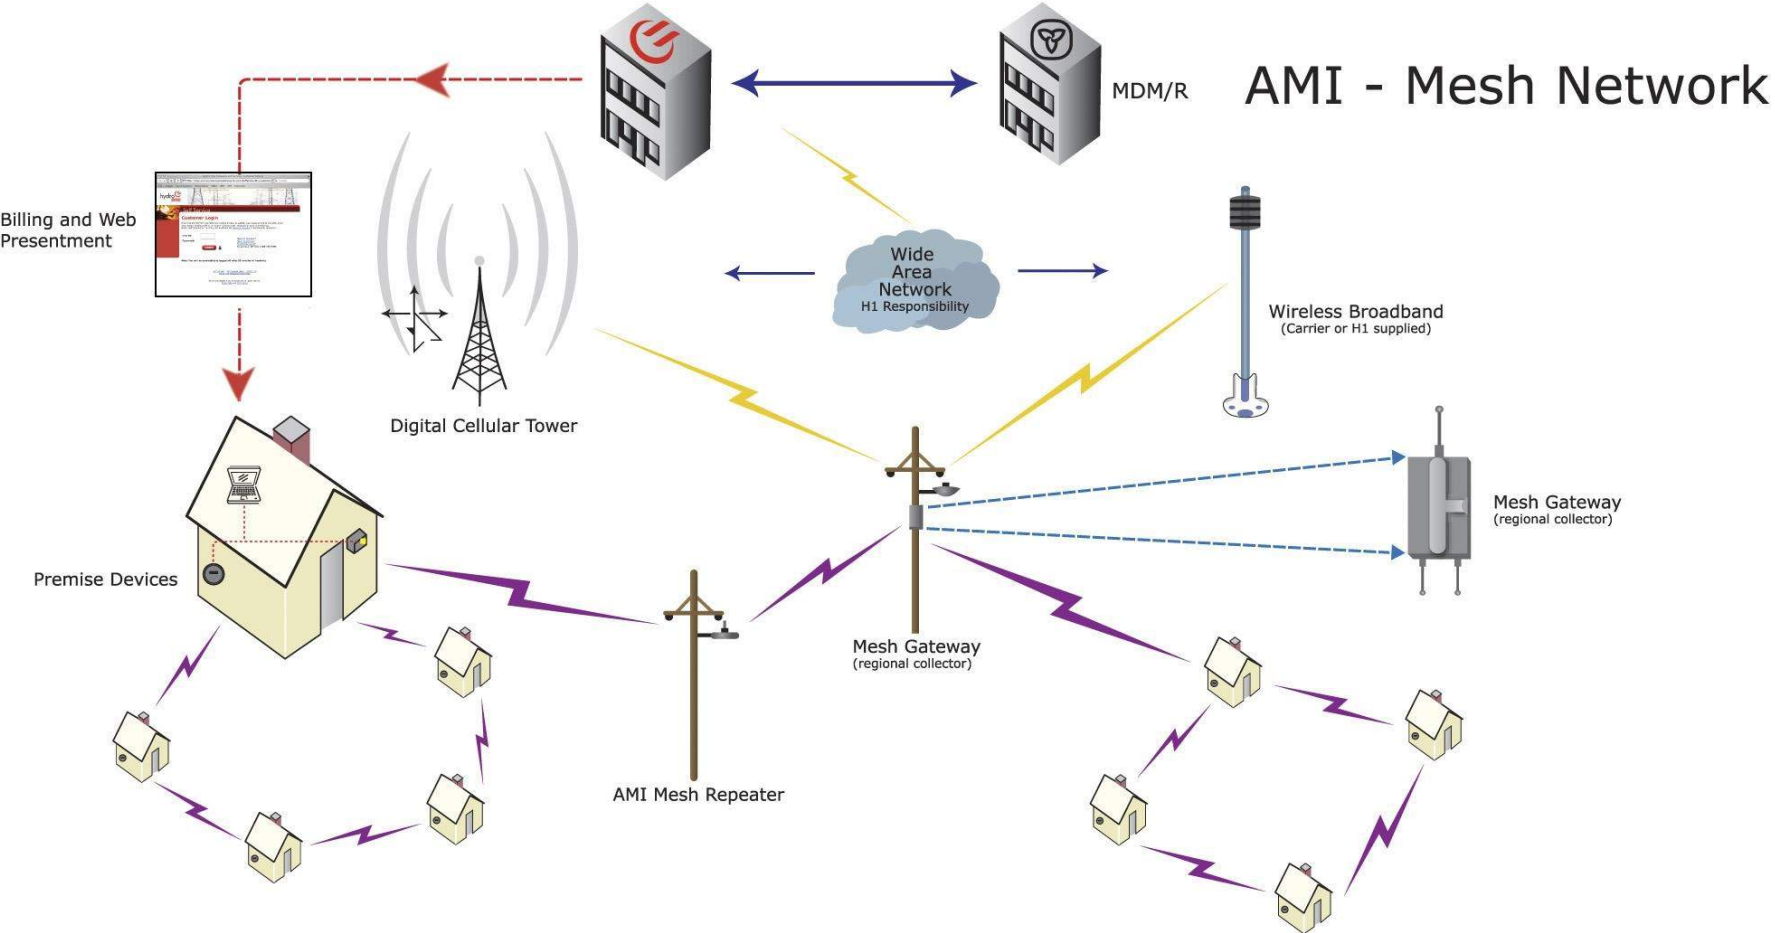 AMI - Mesh Network
MDM/R
Billing and Web
Presentment
hydro
Customer Login
Wide
Area
Network
H1 Responsibility
Wireless Broadband
(Carrier or H1 supplied)
Digital Cellular Tower
Mesh Gateway
(regional collector)
Premise Devices
Mesh Gateway
(regional collector)
AMI Mesh Repeater